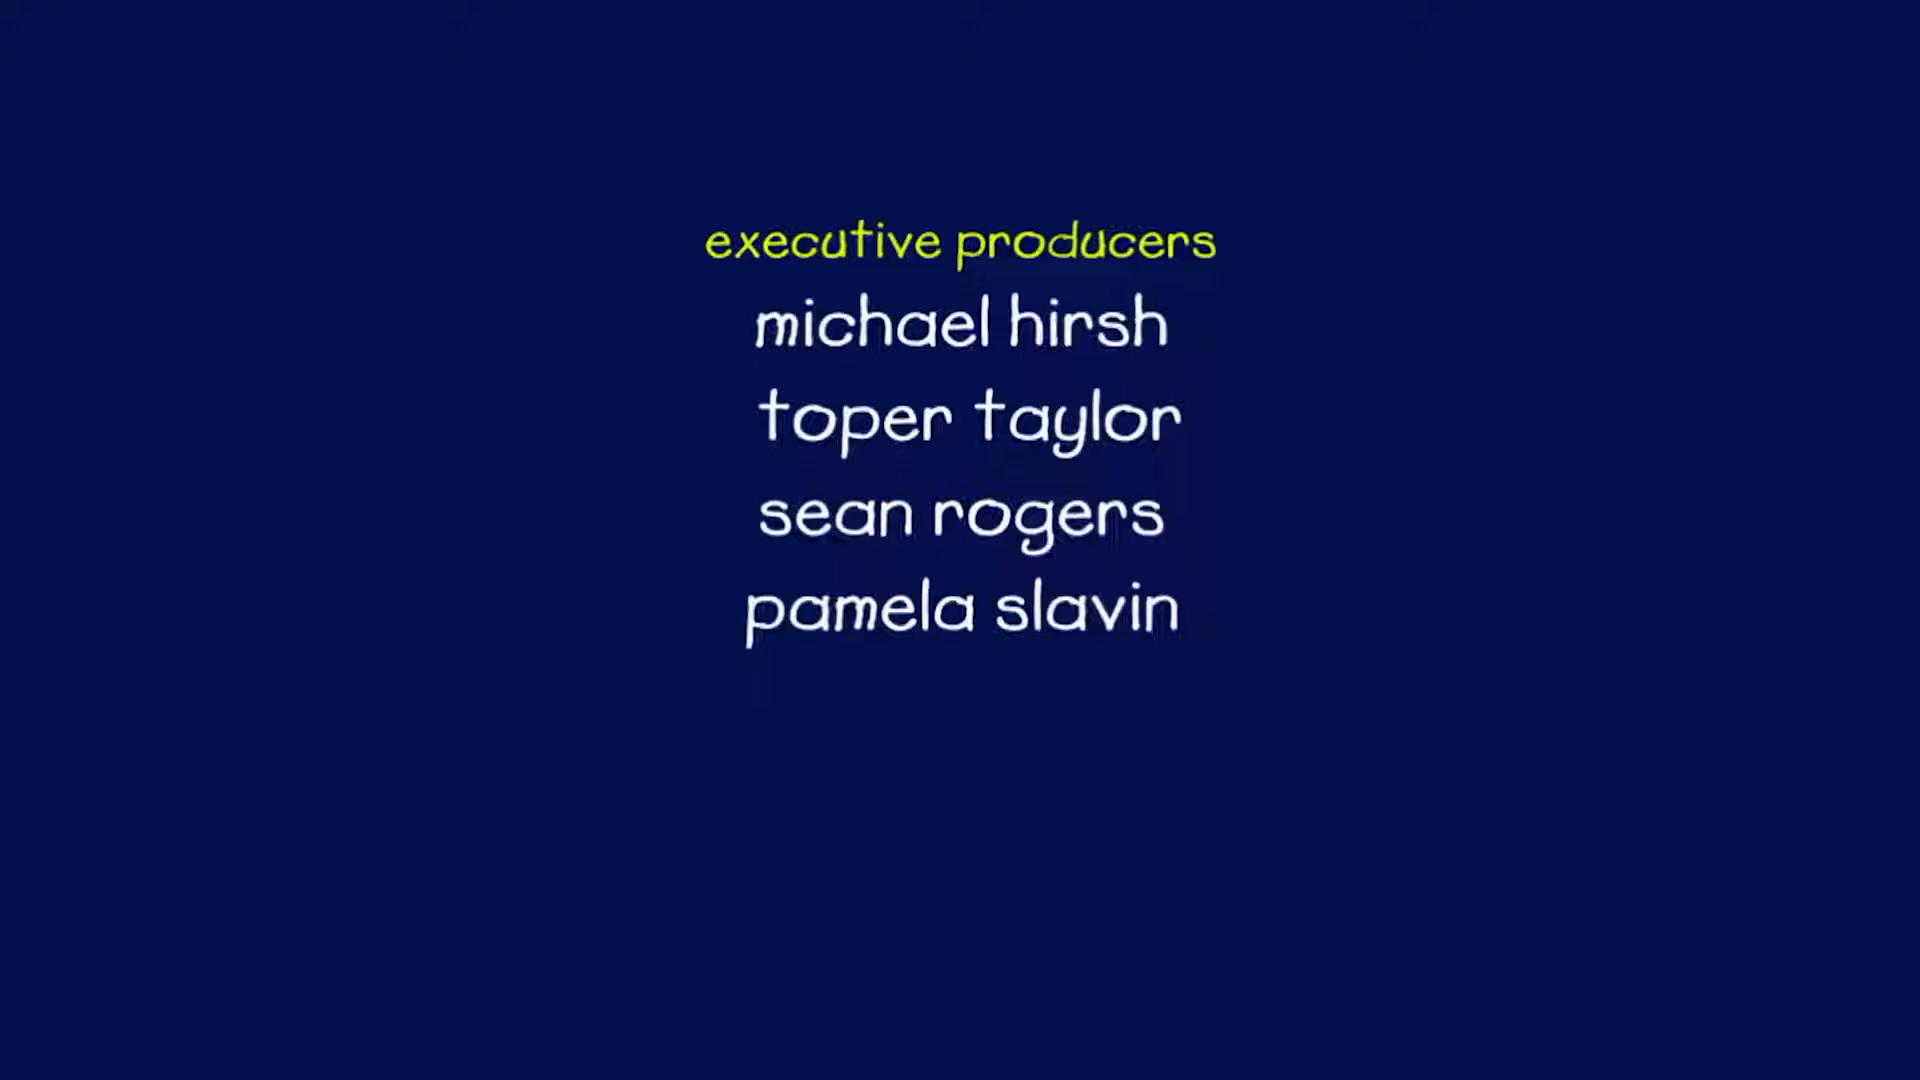 executive producers
michael hirsh
toper taylor
sean rogers
pamela slavin